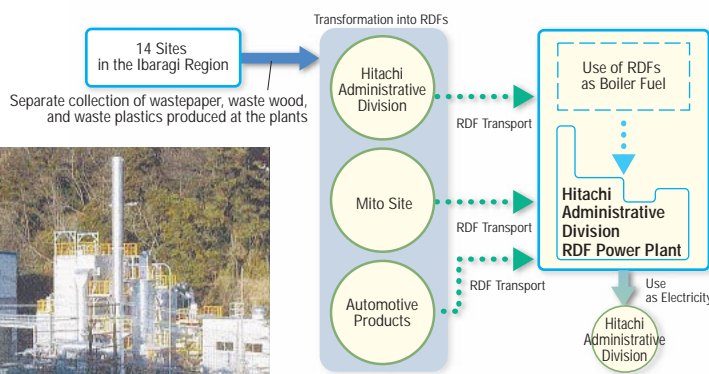 Transformation into RDFs
14 Sites
in the Ibaragi Region
Separate collection of wastepaper, waste wood,
and waste plastics produced at the plants
Hitachi
Administrative
Division
Mito Site
Automotive
Products
RDF Transport
RDF Transport
RDF Transport
Use of RDFs
as Boiler Fuel
Hitachi
Administrative
Division
RDF Power Plant
Use
as Electricity
Hitachi
Administrative
Division